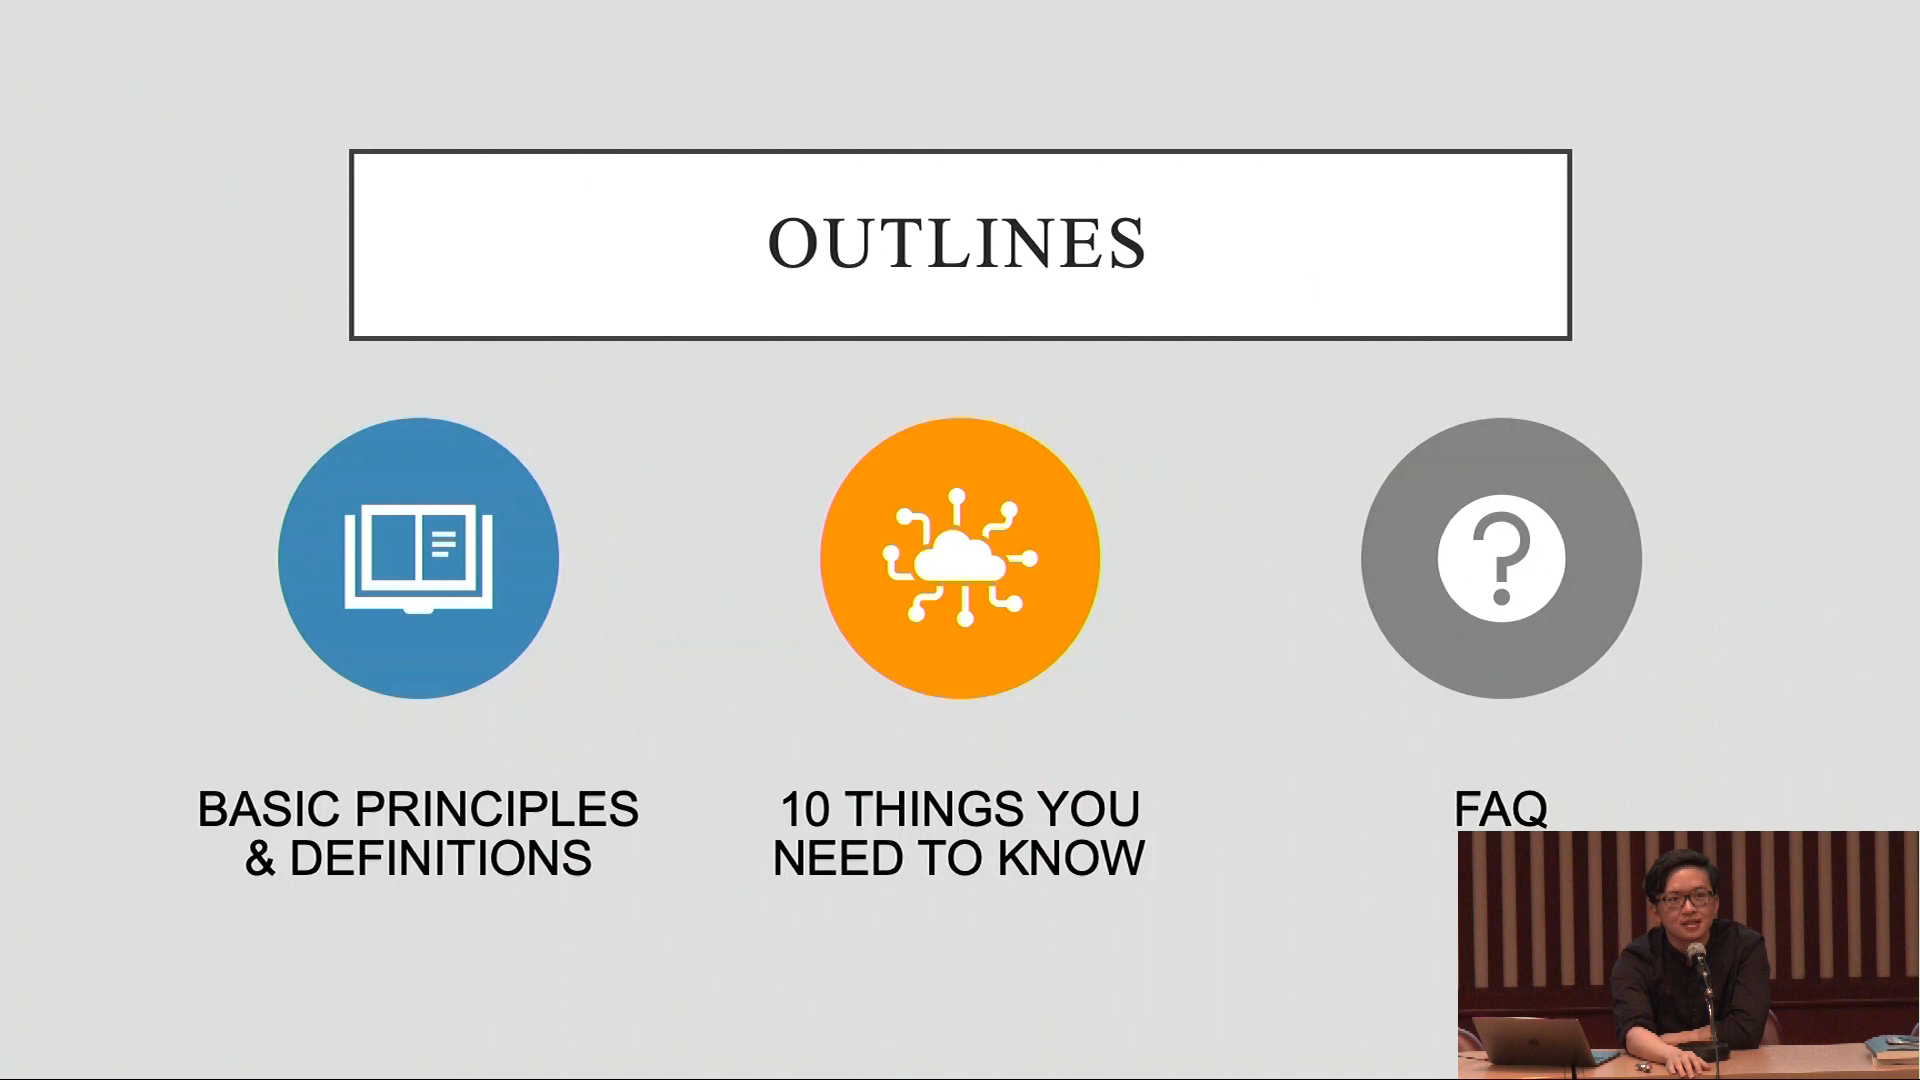 OUTLINES
BASIC PRINCIPLES
& DEFINITIONS
10 THINGS YOU
NEED TO KNOW
FAQ